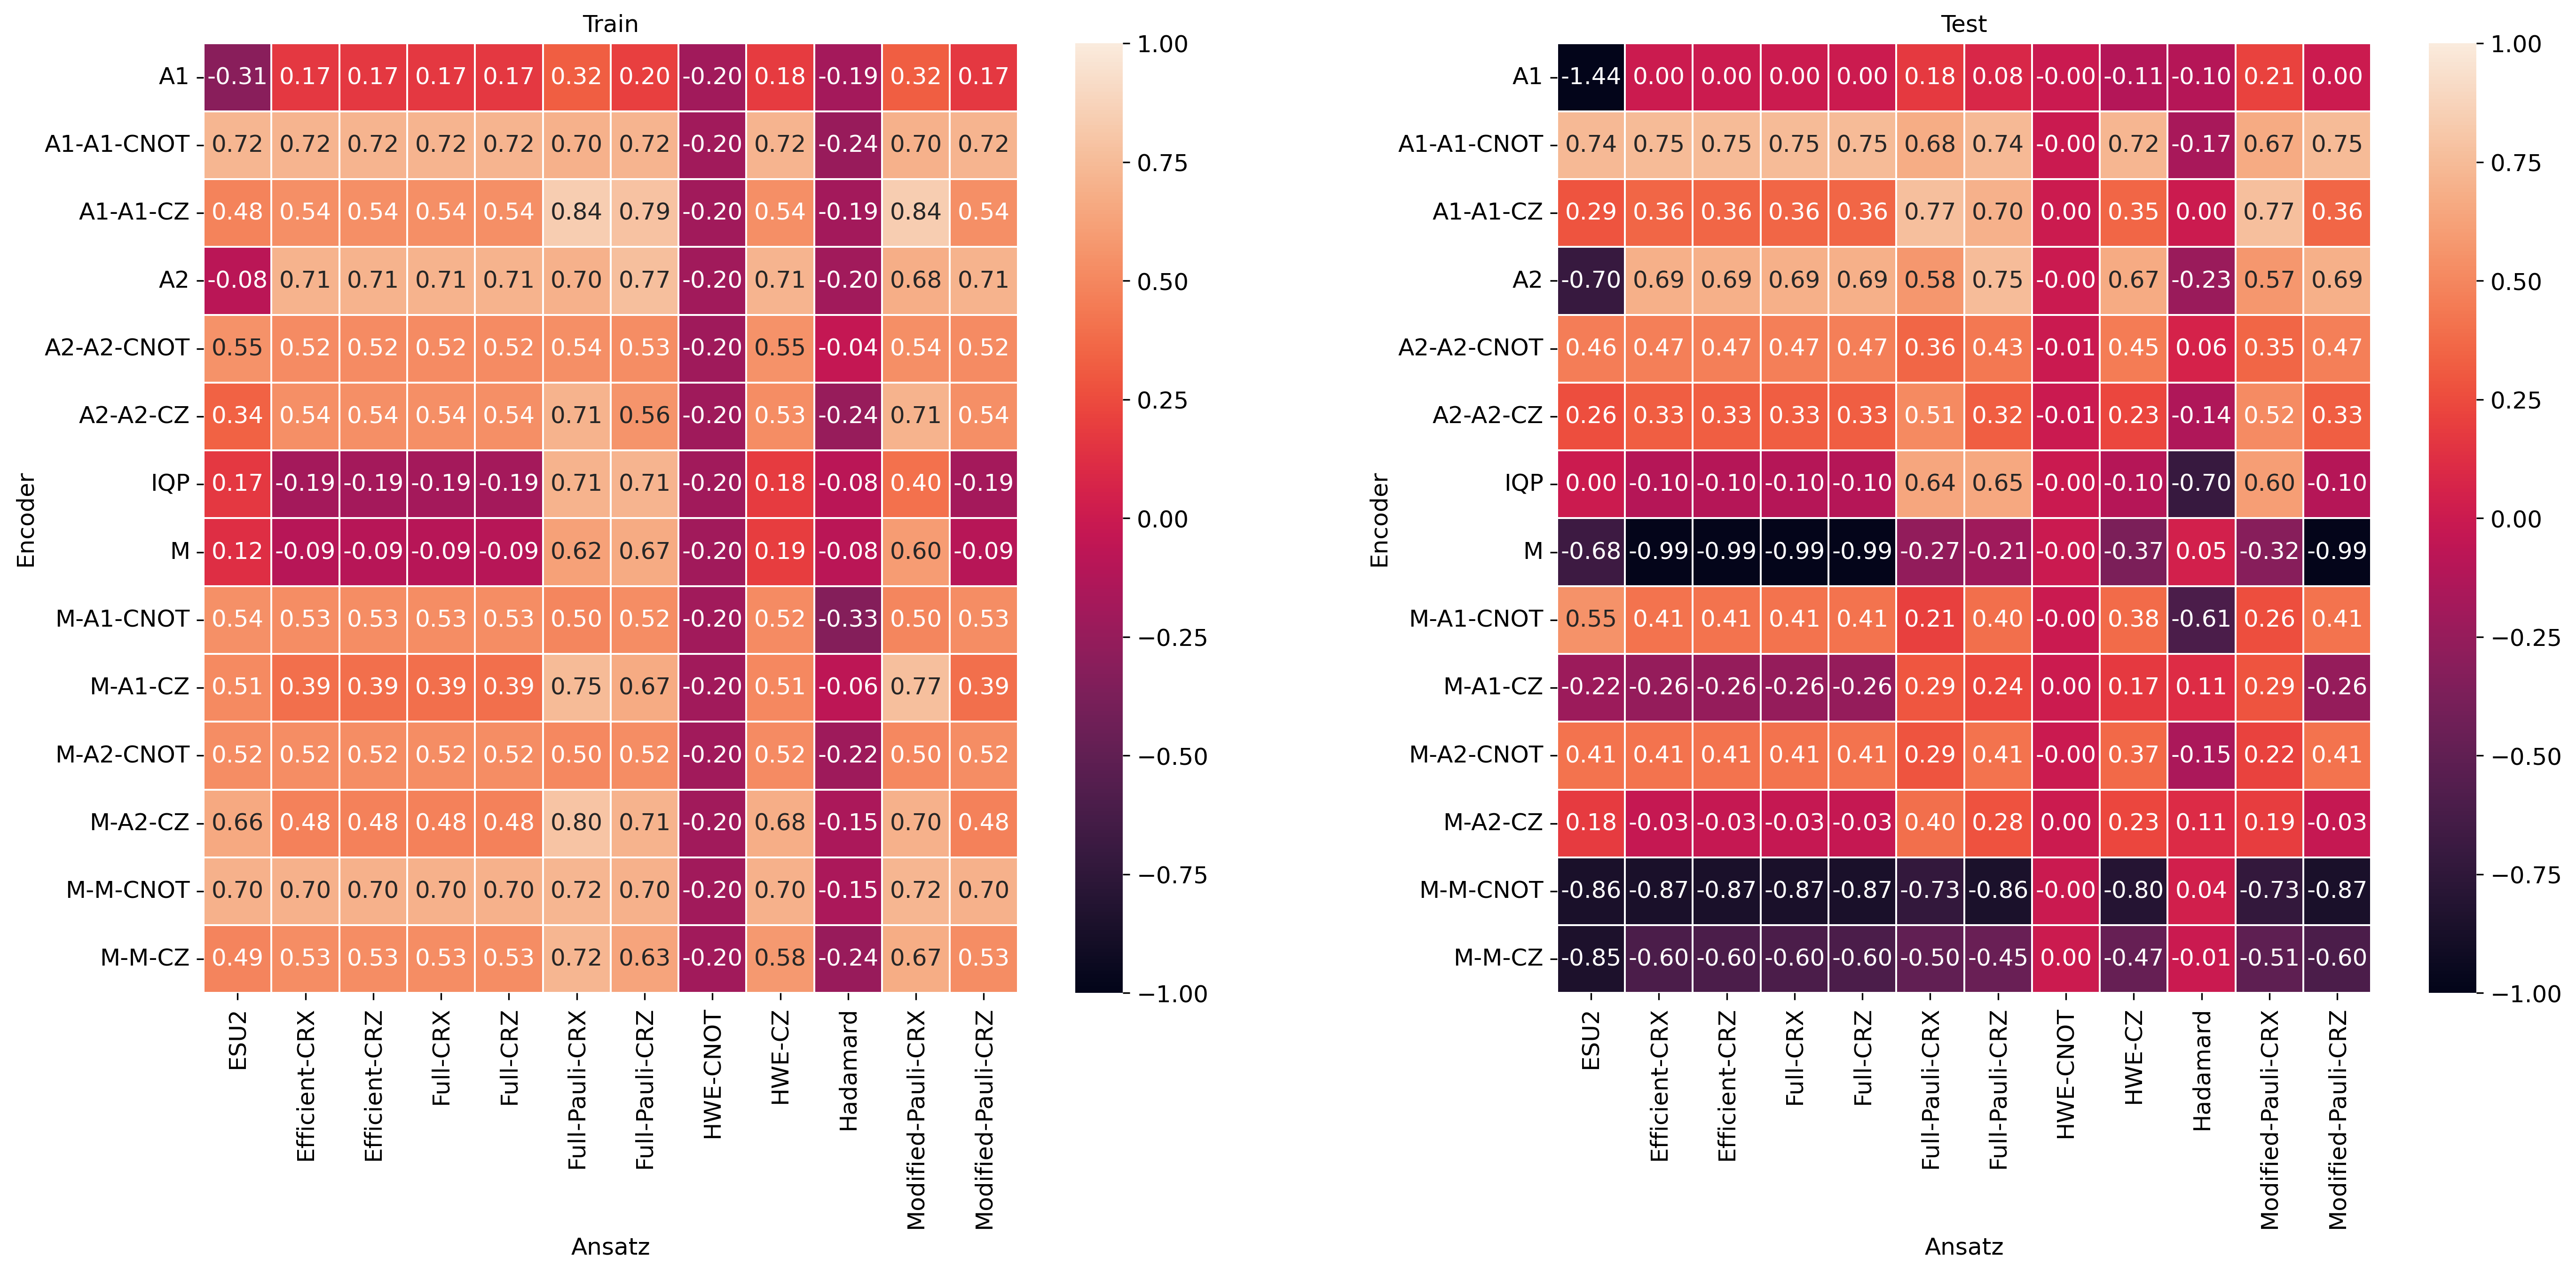 Train
A1 -0.31 0.17 0.17 0.17 0.17 0.32 0.20 -0.20 0.18 -0.19 0.32 0.17
A1-A1-CNOT 0.72 0.72 0.72 0.72 0.72 0.70 0.72 -0.20 0.72 -0.24 0.70 0.72
A1-A1-CZ 0.48 0.54 0.54 0.54 0.54 0.84 0.79 -0.20 0.54 -0.19 0.84 0.54
A2 -0.08 0.71 0.71 0.71 0.71 0.70 0.77 -0.20 0.71 -0.20 0.68 0.71
A2-A2-CNOT 0.55 0.52 0.52 0.52 0.52 0.54 0.53 -0.20 0.55 -0.04 0.54 0.52
A2-A2-CZ 0.34 0.54 0.54 0.54 0.54 0.71 0.56 -0.20 0.53 -0.24 0.71 0.54
IQP 0.17 -0.19 -0.19 -0.19 -0.19 0.71 0.71 -0.20 0.18 -0.08 0.40 -0.19
M 0.12 -0.09 -0.09 -0.09 -0.09 0.62 0.67 -0.20 0.19 -0.08 0.60 -0.09
M-A1-CNOT 0.54 0.53 0.53 0.53 0.53 0.50 0.52 -0.20 0.52 -0.33 0.50 0.53
M-A1-CZ 0.51 0.39 0.39 0.39 0.39 0.75 0.67 -0.20 0.51 -0.06 0.77 0.39
M-A2-CNOT 0.52 0.52 0.52 0.52 0.52 0.50 0.52 -0.20 0.52 -0.22 0.50 0.52
M-A2-CZ 0.66 0.48 0.48 0.48 0.48 0.80 0.71 -0.20 0.68 -0.15 0.70 0.48
M-M-CNOT 0.70 0.70 0.70 0.70 0.70 0.72 0.70 -0.20 0.70 -0.15 0.72 0.70
M-M-CZ 0.49 0.53 0.53 0.53 0.53 0.72 0.63 -0.20 0.58 -0.24 0.67 0.53
Encoder
ESU2
Efficient-CRX
Efficient-CRZ
Full-CRX
Full-CRZ
Full-Pauli-CRX
Full-Pauli-CRZ
HWE-CNOT
HWE-CZ
Hadamard
Modified-Pauli-CRX
Modified-Pauli-CRZ
Ansatz
1.00
0.75
0.50
0.25
0.00
−0.25
−0.50
−0.75
−1.00
Test
A1 -1.44 0.00 0.00 0.00 0.00 0.18 0.08 -0.00 -0.11 -0.10 0.21 0.00
A1-A1-CNOT 0.74 0.75 0.75 0.75 0.75 0.68 0.74 -0.00 0.72 -0.17 0.67 0.75
A1-A1-CZ 0.29 0.36 0.36 0.36 0.36 0.77 0.70 0.00 0.35 0.00 0.77 0.36
A2 -0.70 0.69 0.69 0.69 0.69 0.58 0.75 -0.00 0.67 -0.23 0.57 0.69
A2-A2-CNOT 0.46 0.47 0.47 0.47 0.47 0.36 0.43 -0.01 0.45 0.06 0.35 0.47
A2-A2-CZ 0.26 0.33 0.33 0.33 0.33 0.51 0.32 -0.01 0.23 -0.14 0.52 0.33
IQP 0.00 -0.10 -0.10 -0.10 -0.10 0.64 0.65 -0.00 -0.10 -0.70 0.60 -0.10
M -0.68 -0.99 -0.99 -0.99 -0.99 -0.27 -0.21 -0.00 -0.37 0.05 -0.32 -0.99
M-A1-CNOT 0.55 0.41 0.41 0.41 0.41 0.21 0.40 -0.00 0.38 -0.61 0.26 0.41
M-A1-CZ -0.22 -0.26 -0.26 -0.26 -0.26 0.29 0.24 0.00 0.17 0.11 0.29 -0.26
M-A2-CNOT 0.41 0.41 0.41 0.41 0.41 0.29 0.41 -0.00 0.37 -0.15 0.22 0.41
M-A2-CZ 0.18 -0.03 -0.03 -0.03 -0.03 0.40 0.28 0.00 0.23 0.11 0.19 -0.03
M-M-CNOT -0.86 -0.87 -0.87 -0.87 -0.87 -0.73 -0.86 -0.00 -0.80 0.04 -0.73 -0.87
M-M-CZ -0.85 -0.60 -0.60 -0.60 -0.60 -0.50 -0.45 0.00 -0.47 -0.01 -0.51 -0.60
Encoder
ESU2
Efficient-CRX
Efficient-CRZ
Full-CRX
Full-CRZ
Full-Pauli-CRX
Full-Pauli-CRZ
HWE-CNOT
HWE-CZ
Hadamard
Modified-Pauli-CRX
Modified-Pauli-CRZ
Ansatz
1.00
0.75
0.50
0.25
0.00
−0.25
−0.50
−0.75
−1.00